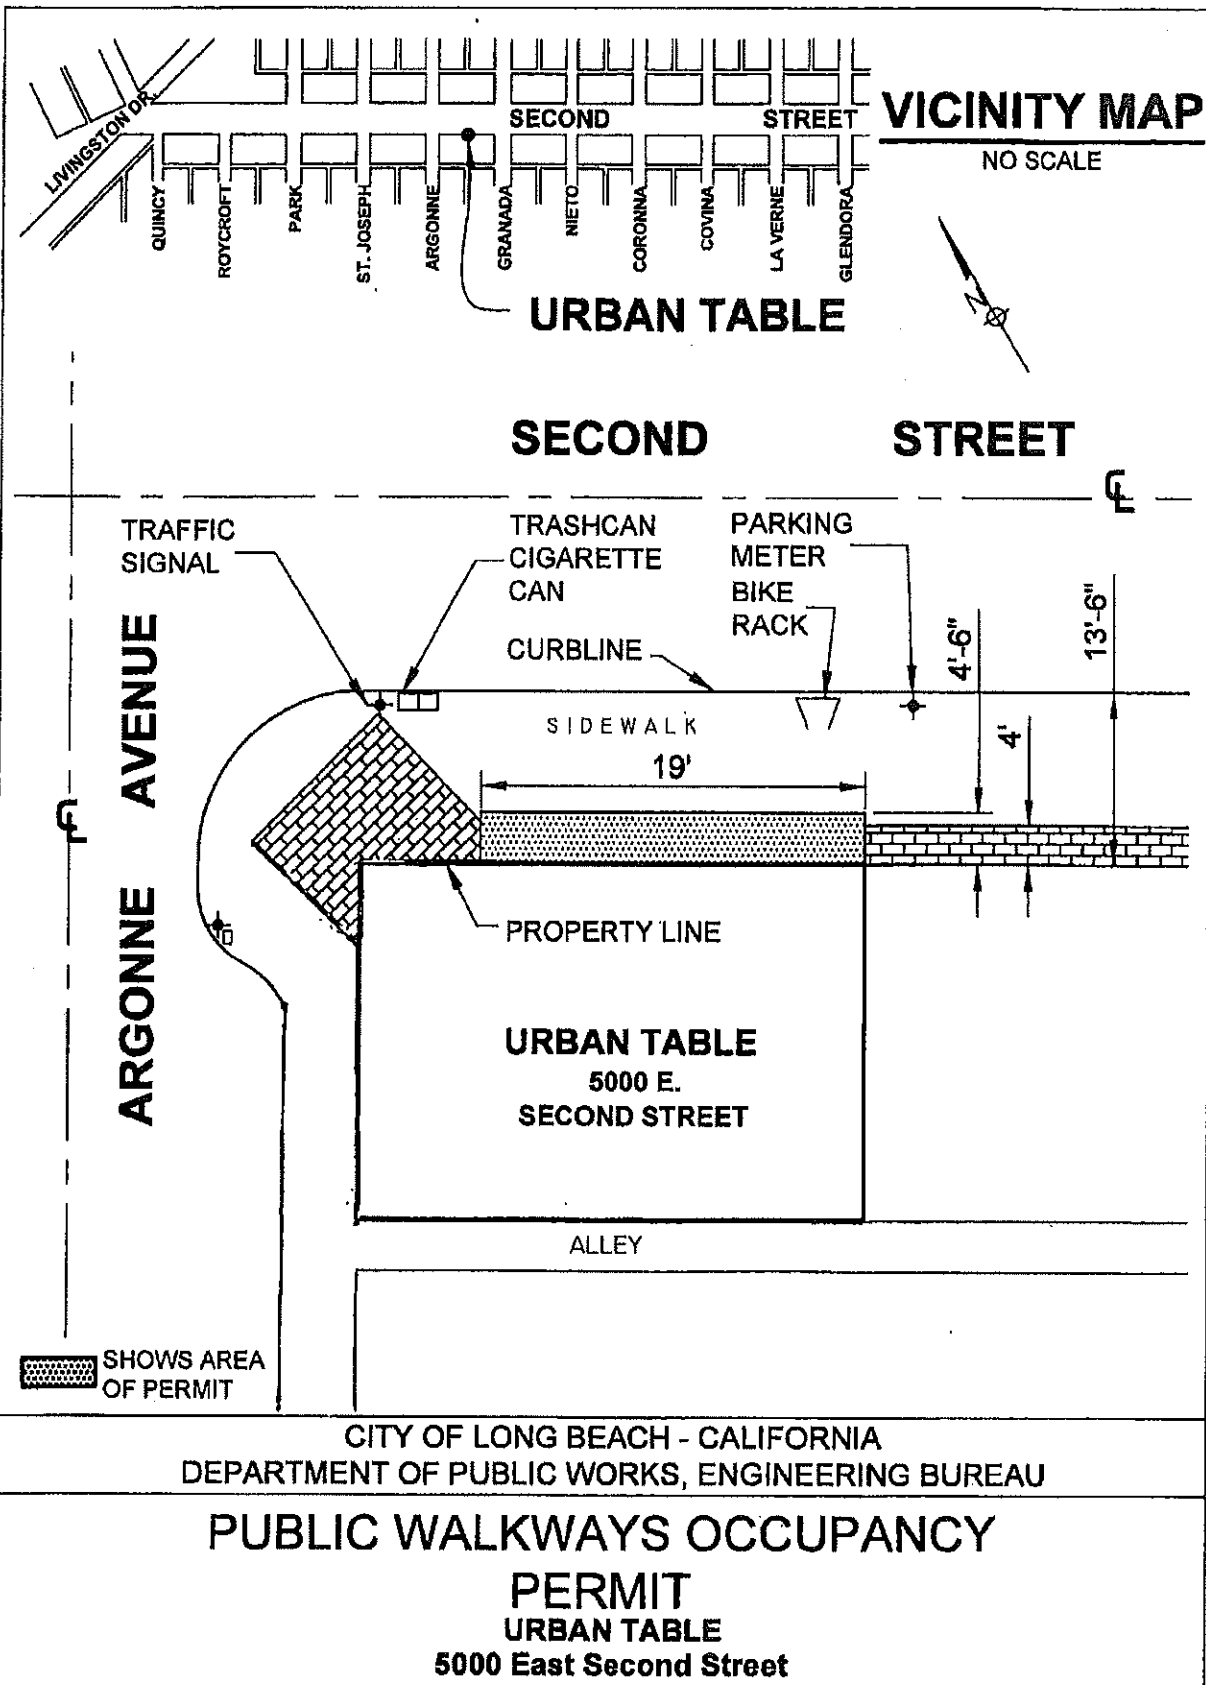 VICINITY MAP
NO SCALE
LIVINGSTON DR.
SECOND STREET
QUINCY
ROYCROFT
PARK
ST. JOSEPH
ARGONNE
GRANADA
NIETO
CORONNA
COVINA
LA VERNE
GLENDORA
URBAN TABLE
N
SECOND STREET
CL
TRAFFIC
SIGNAL
TRASHCAN
CIGARETTE
CAN
PARKING
METER
BIKE
RACK
CURBLINE
4'-6"
13'-6"
4'
SIDEWALK
19'
ARGONNE AVENUE
CL
PROPERTY LINE
URBAN TABLE
5000 E.
SECOND STREET
ALLEY
SHOWS AREA
OF PERMIT
CITY OF LONG BEACH - CALIFORNIA
DEPARTMENT OF PUBLIC WORKS, ENGINEERING BUREAU
PUBLIC WALKWAYS OCCUPANCY
PERMIT
URBAN TABLE
5000 East Second Street